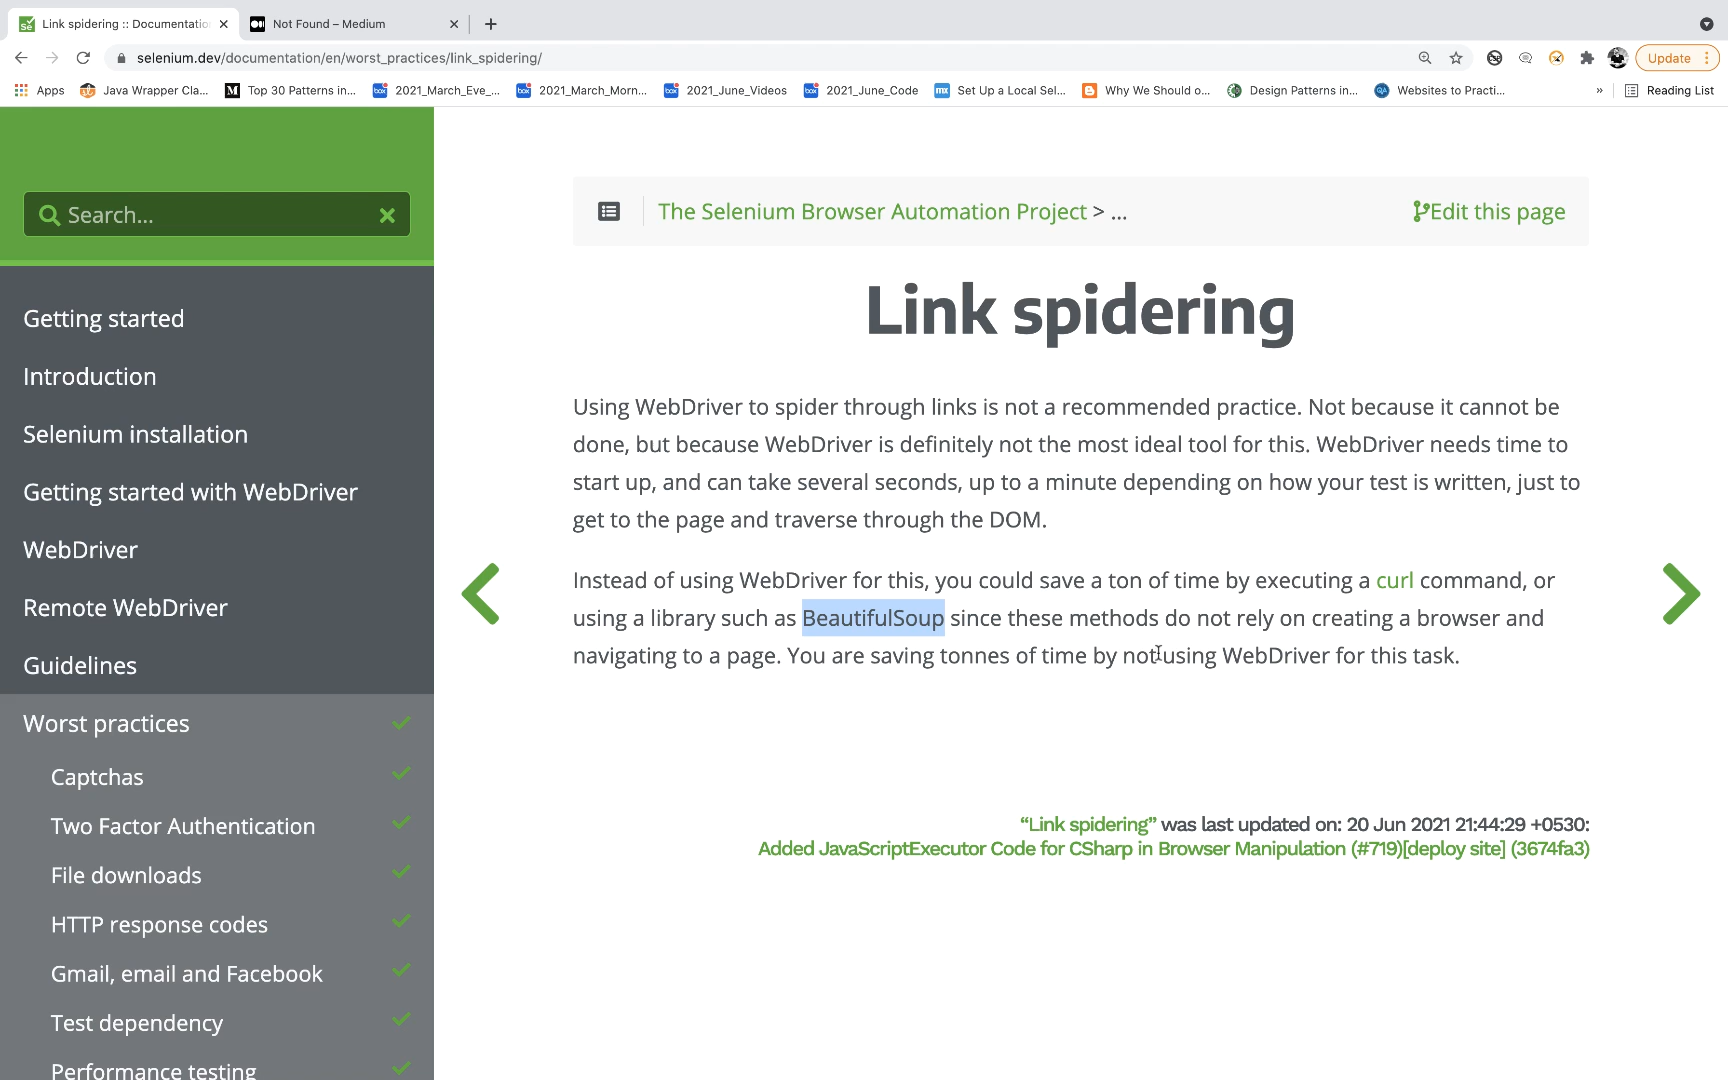 Link spidering :: Documentatio
Not Found – Medium
selenium.dev/documentation/en/worst_practices/link_spidering/
Update
Apps
Java Wrapper Cla...
Top 30 Patterns in...
2021_March_Eve_...
2021_March_Morn...
2021_June_Videos
2021_June_Code
Set Up a Local Sel...
Why We Should o...
Design Patterns in...
Websites to Practi...
»
Reading List
Search...
Getting started
Introduction
Selenium installation
Getting started with WebDriver
WebDriver
Remote WebDriver
Guidelines
Worst practices
Captchas
Two Factor Authentication
File downloads
HTTP response codes
Gmail, email and Facebook
Test dependency
Performance testing
The Selenium Browser Automation Project > ...
Edit this page
Link spidering
Using WebDriver to spider through links is not a recommended practice. Not because it cannot be
done, but because WebDriver is definitely not the most ideal tool for this. WebDriver needs time to
start up, and can take several seconds, up to a minute depending on how your test is written, just to
get to the page and traverse through the DOM.
Instead of using WebDriver for this, you could save a ton of time by executing a curl command, or
using a library such as BeautifulSoup since these methods do not rely on creating a browser and
navigating to a page. You are saving tonnes of time by not using WebDriver for this task.
“Link spidering” was last updated on: 20 Jun 2021 21:44:29 +0530:
Added JavaScriptExecutor Code for CSharp in Browser Manipulation (#719)[deploy site] (3674fa3)